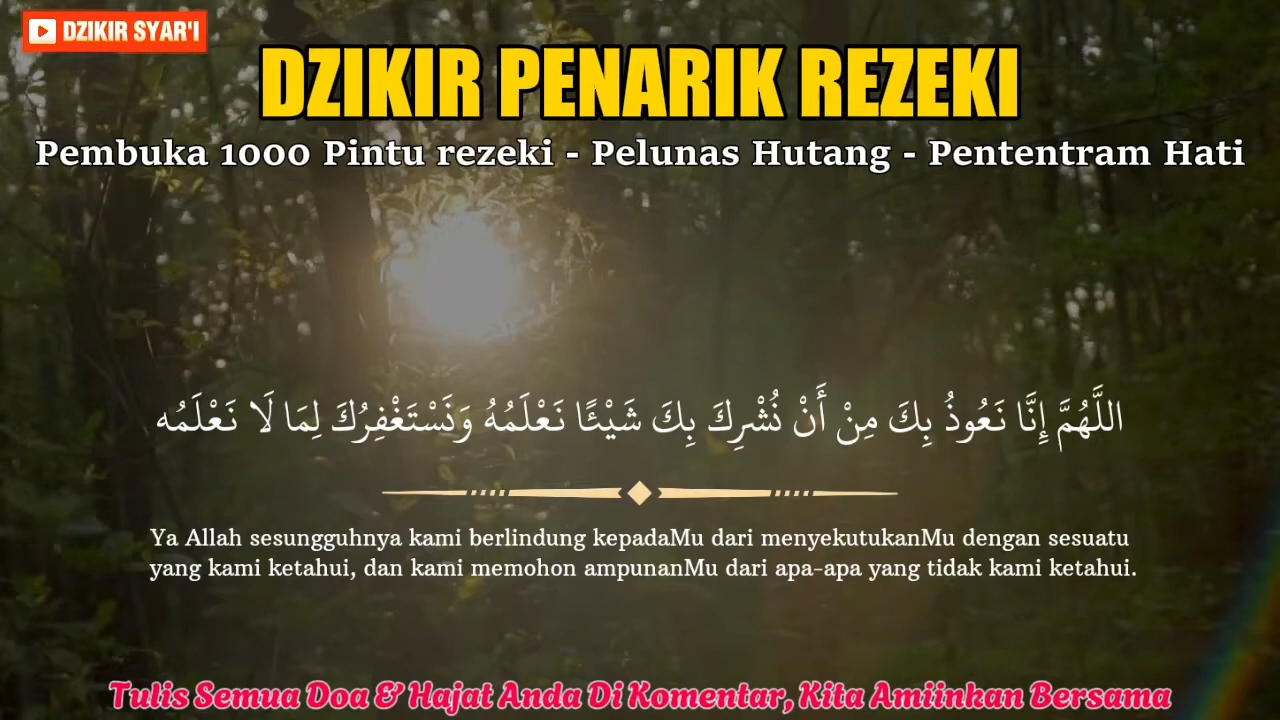 DZIKIR SYAR'I
DZIKIR PENARIK REZEKI
Pembuka 1000 Pintu rezeki - Pelunas Hutang - Pententram Hati
اللَّهُمَّ إِنَّا نَعُوذُ بِكَ مِنْ أَنْ نُشْرِكَ بِكَ شَيْئًا نَعْلَمُهُ وَنَسْتَغْفِرُكَ لِمَا لَا نَعْلَمُه
Ya Allah sesungguhnya kami berlindung kepadaMu dari menyekutukanMu dengan sesuatu
yang kami ketahui, dan kami memohon ampunanMu dari apa-apa yang tidak kami ketahui.
Tulis Semua Doa & Hajat Anda Di Komentar, Kita Amiinkan Bersama